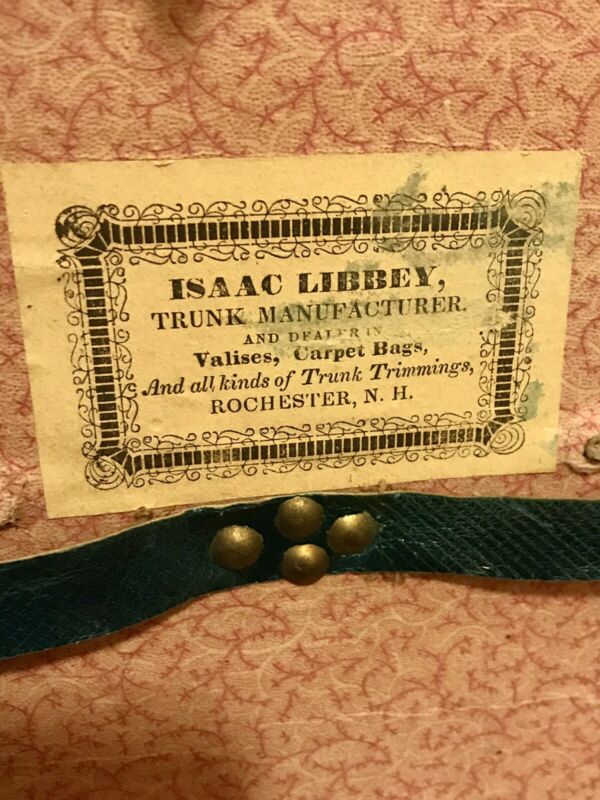 ISAAC LIBBEY,
TRUNK MANUFACTURER.
AND DEALER IN
Valises, Carpet Bags,
And all kinds of Trunk Trimmings,
ROCHESTER, N. H.